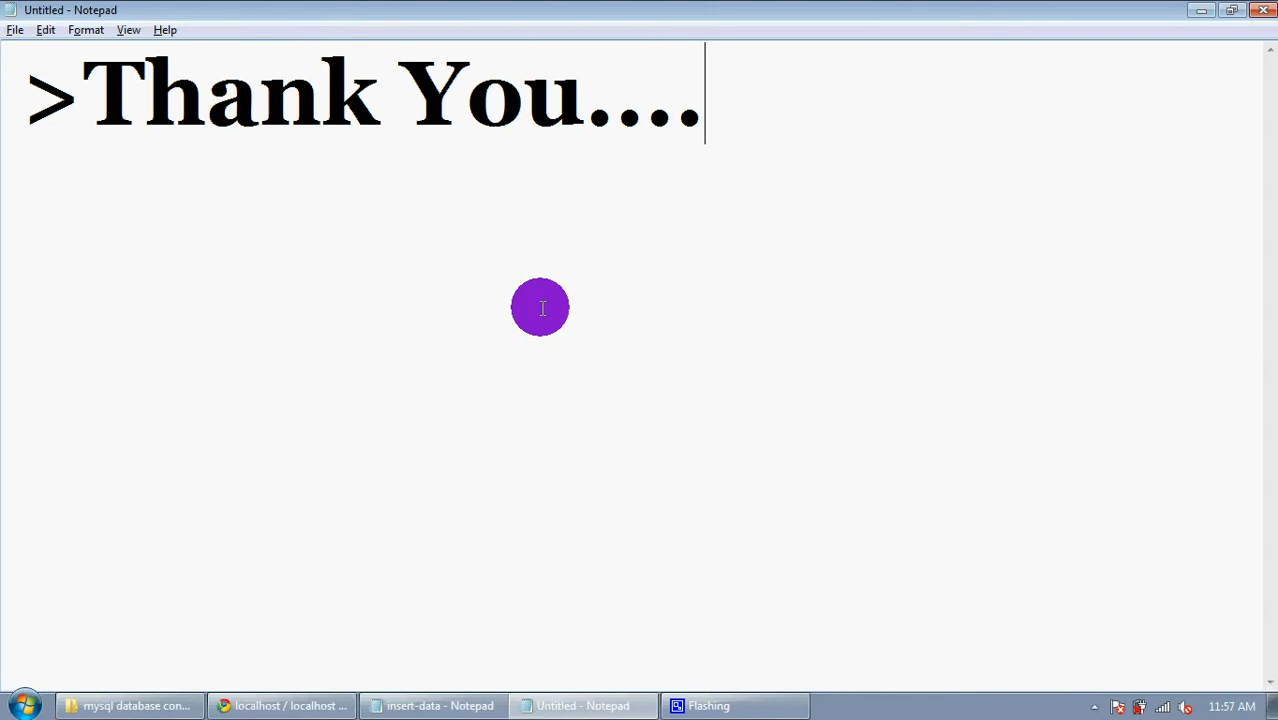 Untitled - Notepad
File Edit Format View Help
>Thank You....
mysql database con...
localhost / localhost ...
insert-data - Notepad
Untitled - Notepad
Flashing
11:57 AM